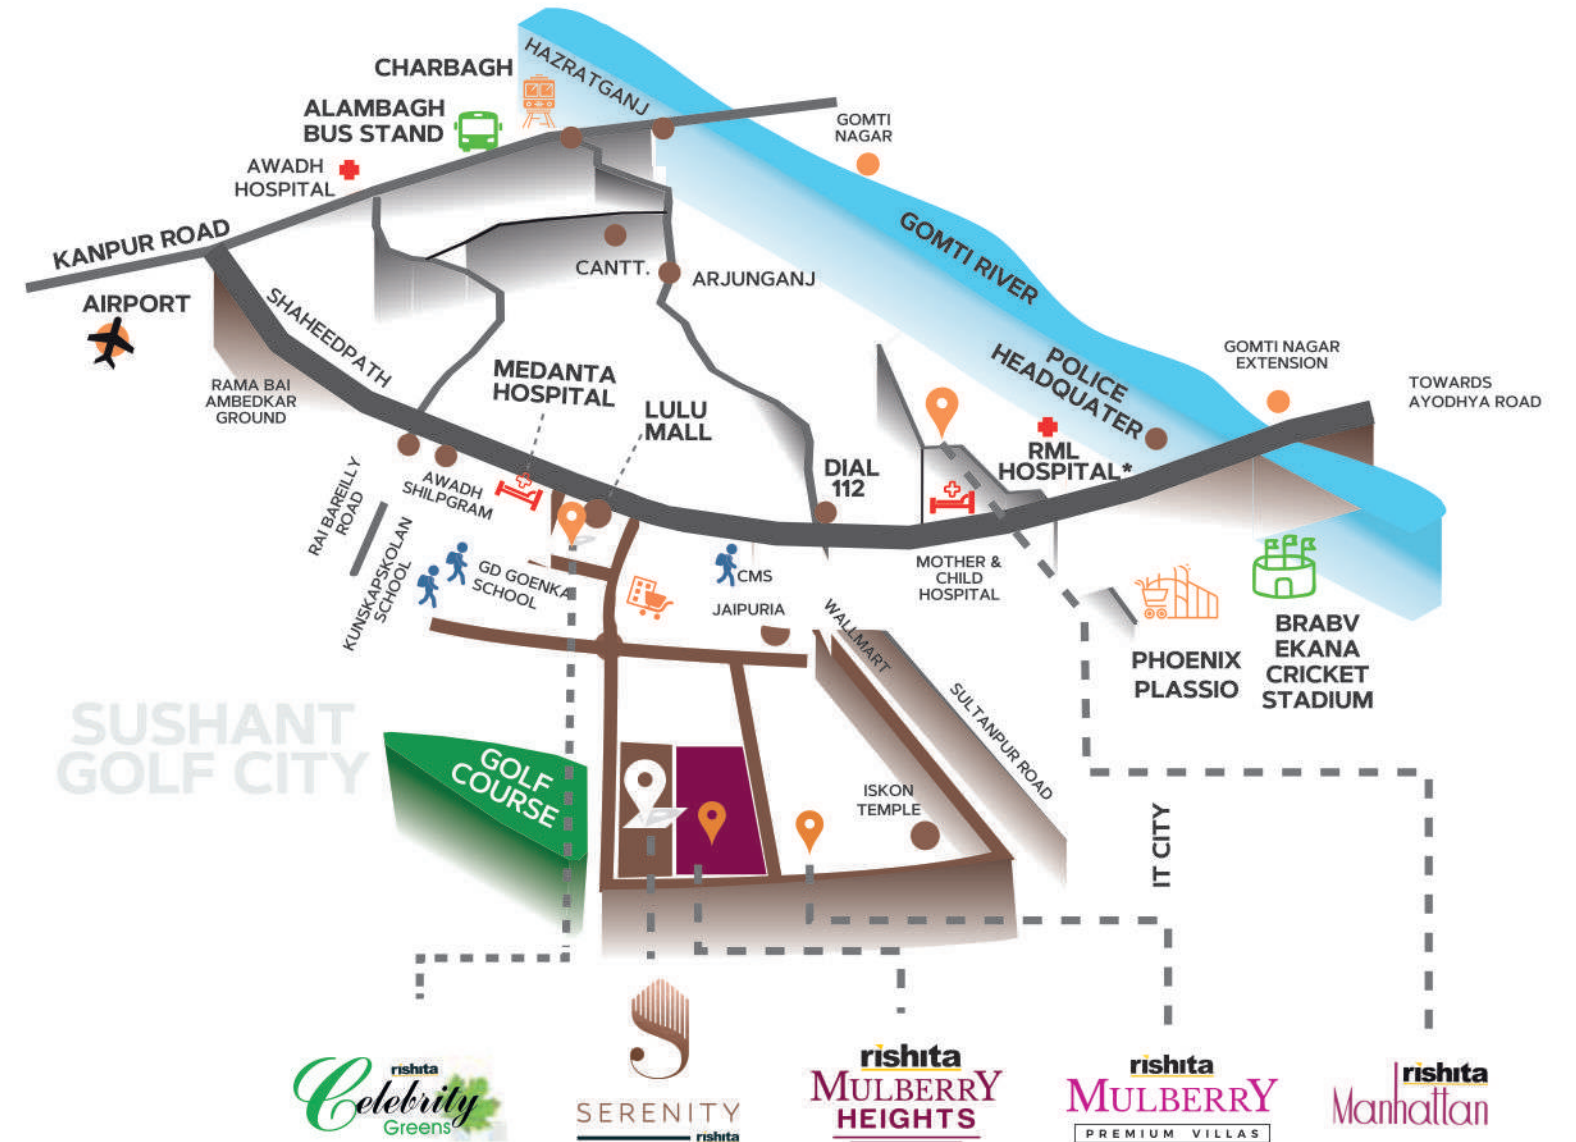 HAZRATGANJ
CHARBAGH
ALAMBAGH
BUS STAND
AWADH
HOSPITAL
GOMTI
NAGAR
KANPUR ROAD
GOMTI RIVER
CANTT.
ARJUNGANJ
AIRPORT
SHAHEEDPATH
RAMA BAI
AMBEDKAR
GROUND
MEDANTA
HOSPITAL
LULU
MALL
POLICE
HEADQUATER
GOMTI NAGAR
EXTENSION
TOWARDS
AYODHYA ROAD
RML
HOSPITAL*
DIAL
112
RAI BAREILLY
ROAD
AWADH
SHILPGRAM
KUNSKAPSKOLAN
SCHOOL
GD GOENKA
SCHOOL
CMS
JAIPURIA
MOTHER &
CHILD
HOSPITAL
WALLMART
SULTANPUR ROAD
PHOENIX
PLASSIO
BRABV
EKANA
CRICKET
STADIUM
SUSHANT
GOLF CITY
GOLF
COURSE
ISKON
TEMPLE
IT CITY
rishita
Celebrity
Greens
S
SERENITY
rishita
rishita
MULBERRY
HEIGHTS
rishita
MULBERRY
PREMIUM VILLAS
rishita
Manhattan